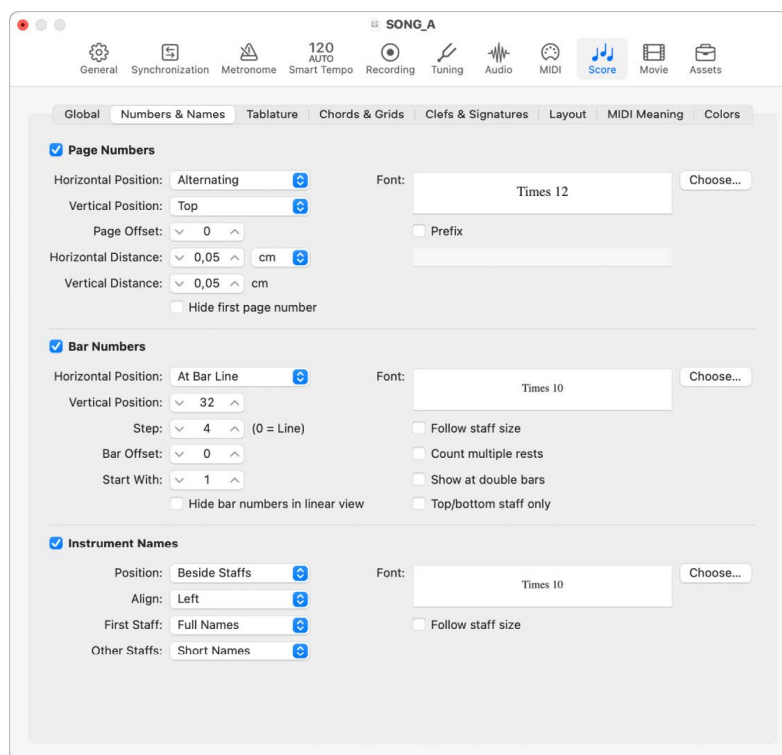 SONG_A
120
AUTO
General Synchronization Metronome Smart Tempo Recording Tuning Audio MIDI Score Movie Assets
Global Numbers & Names Tablature Chords & Grids Clefs & Signatures Layout MIDI Meaning Colors
Page Numbers
Horizontal Position: Alternating Font: Times 12 Choose...
Vertical Position: Top
Page Offset: 0 Prefix
Horizontal Distance: 0,05 cm
Vertical Distance: 0,05 cm
Hide first page number
Bar Numbers
Horizontal Position: At Bar Line Font: Times 10 Choose...
Vertical Position: 32
Step: 4 (0 = Line) Follow staff size
Bar Offset: 0 Count multiple rests
Start With: 1 Show at double bars
Hide bar numbers in linear view Top/bottom staff only
Instrument Names
Position: Beside Staffs Font: Times 10 Choose...
Align: Left
First Staff: Full Names Follow staff size
Other Staffs: Short Names